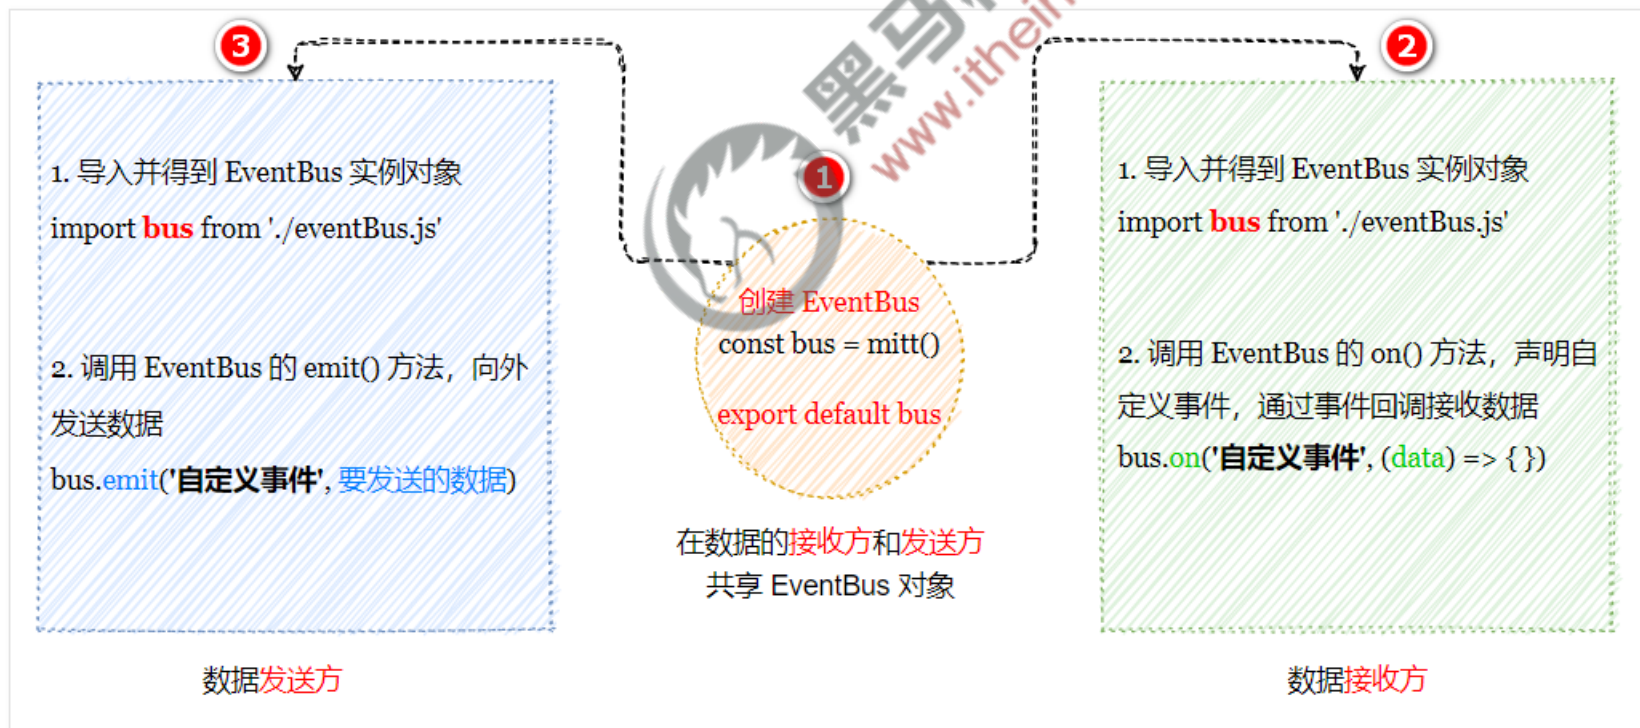 3
1. 导入并得到 EventBus 实例对象
import bus from './eventBus.js'
2. 调用 EventBus 的 emit() 方法，向外
发送数据
bus.emit('自定义事件', 要发送的数据)
数据发送方
黑马
www.ithei
1
创建 EventBus
const bus = mitt()
export default bus
在数据的接收方和发送方
共享 EventBus 对象
2
1. 导入并得到 EventBus 实例对象
import bus from './eventBus.js'
2. 调用 EventBus 的 on() 方法，声明自
定义事件，通过事件回调接收数据
bus.on('自定义事件', (data) => { })
数据接收方